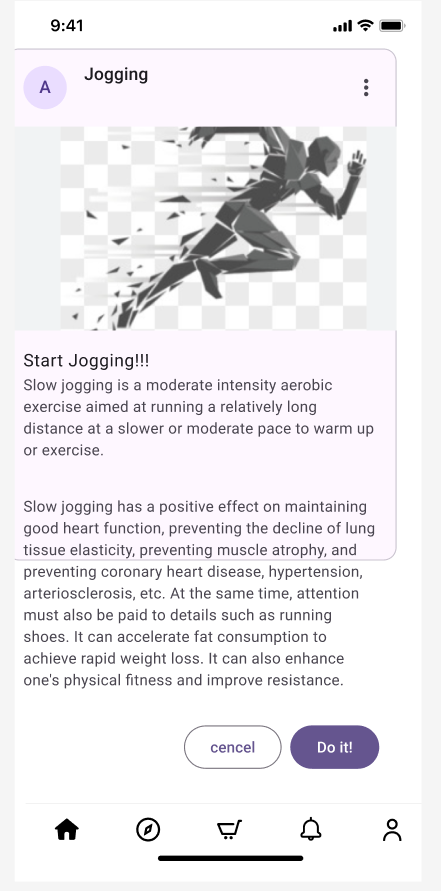 9:41
A
Jogging
Start Jogging!!!
Slow jogging is a moderate intensity aerobic
exercise aimed at running a relatively long
distance at a slower or moderate pace to warm up
or exercise.
Slow jogging has a positive effect on maintaining
good heart function, preventing the decline of lung
tissue elasticity, preventing muscle atrophy, and
preventing coronary heart disease, hypertension,
arteriosclerosis, etc. At the same time, attention
must also be paid to details such as running
shoes. It can accelerate fat consumption to
achieve rapid weight loss. It can also enhance
one's physical fitness and improve resistance.
cencel
Do it!